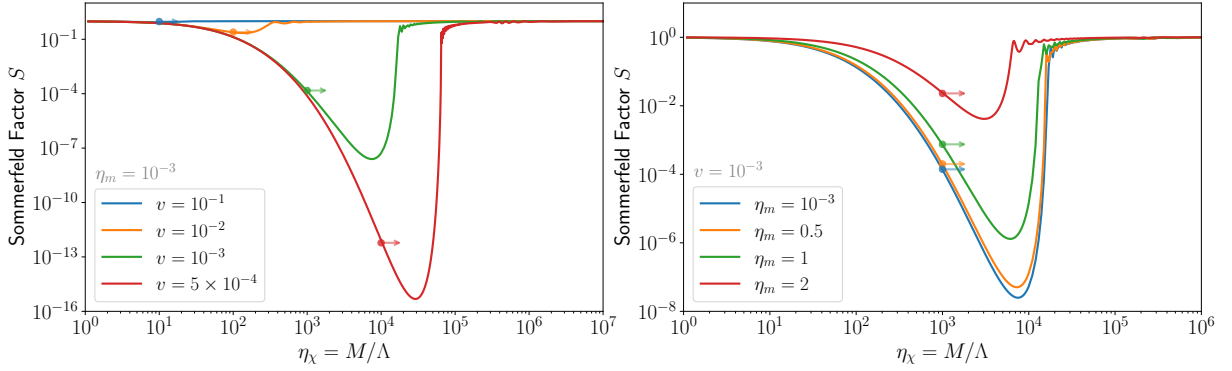 Sommerfeld Factor S
10^{-1}
10^{-4}
10^{-7}
10^{-10}
10^{-13}
10^{-16}
η_m = 10^{-3}
v = 10^{-1}
v = 10^{-2}
v = 10^{-3}
v = 5 × 10^{-4}
10^0 10^1 10^2 10^3 10^4 10^5 10^6 10^7
η_χ = M/Λ
Sommerfeld Factor S
10^0
10^{-2}
10^{-4}
10^{-6}
10^{-8}
v = 10^{-3}
η_m = 10^{-3}
η_m = 0.5
η_m = 1
η_m = 2
10^0 10^1 10^2 10^3 10^4 10^5 10^6
η_χ = M/Λ